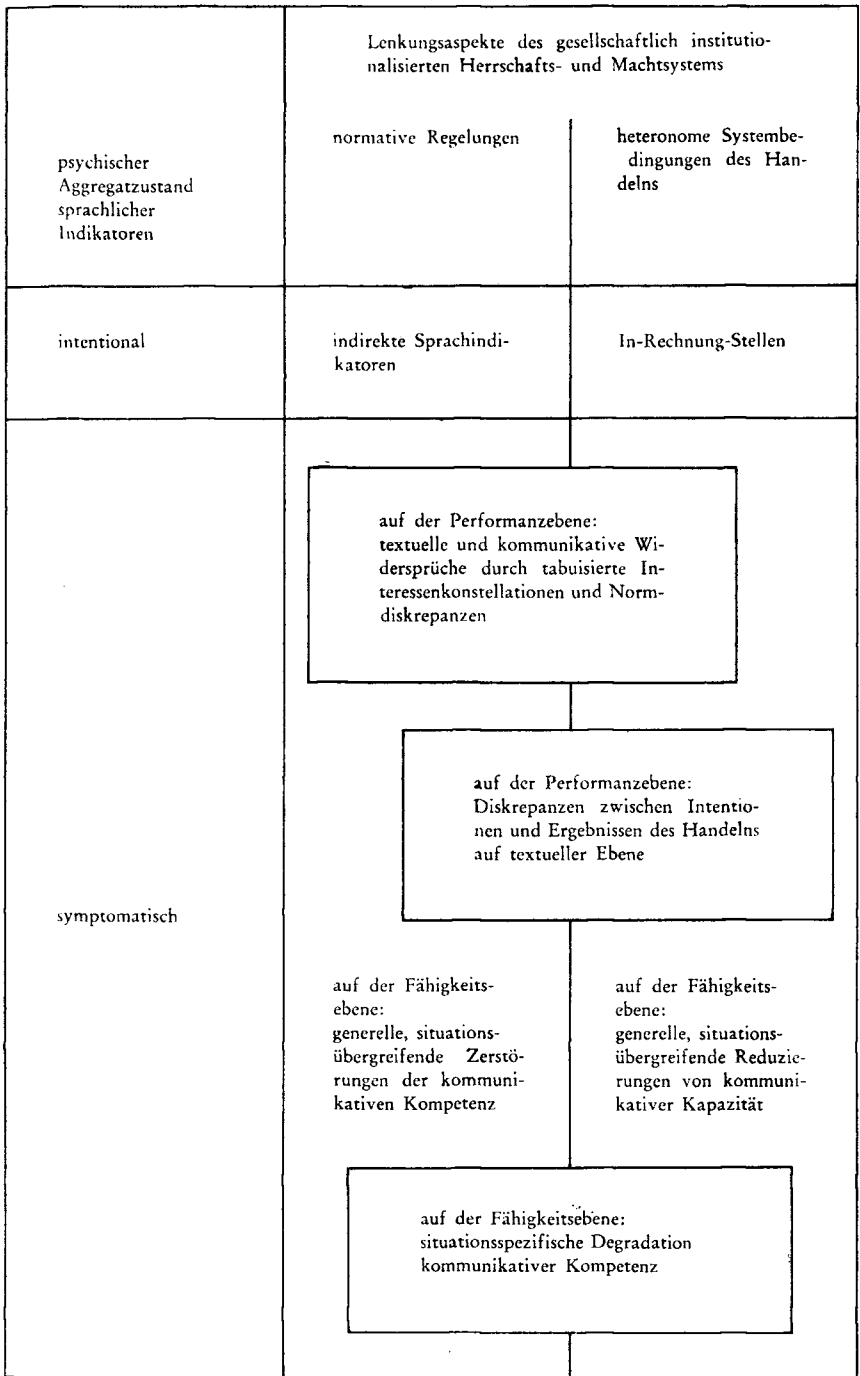 Lenkungsaspekte des gesellschaftlich institutio-
nalisierten Herrschafts- und Machtsystems
psychischer
Aggregatzustand
sprachlicher
Indikatoren
normative Regelungen
heteronome Systembe-
dingungen des Han-
delns
intentional
indirekte Sprachindi-
katoren
In-Rechnung-Stellen
symptomatisch
auf der Performanzebene:
textuelle und kommunikative Wi-
dersprüche durch tabuisierte In-
teressenkonstellationen und Norm-
diskrepanzen
auf der Performanzebene:
Diskrepanzen zwischen Intentio-
nen und Ergebnissen des Handelns
auf textueller Ebene
auf der Fähigkeits-
ebene:
generelle, situations-
übergreifende Zerstö-
rungen der kommuni-
kativen Kompetenz
auf der Fähigkeits-
ebene:
generelle, situations-
übergreifende Reduzie-
rungen von kommuni-
kativer Kapazität
auf der Fähigkeitsebene:
situationsspezifische Degradation
kommunikativer Kompetenz